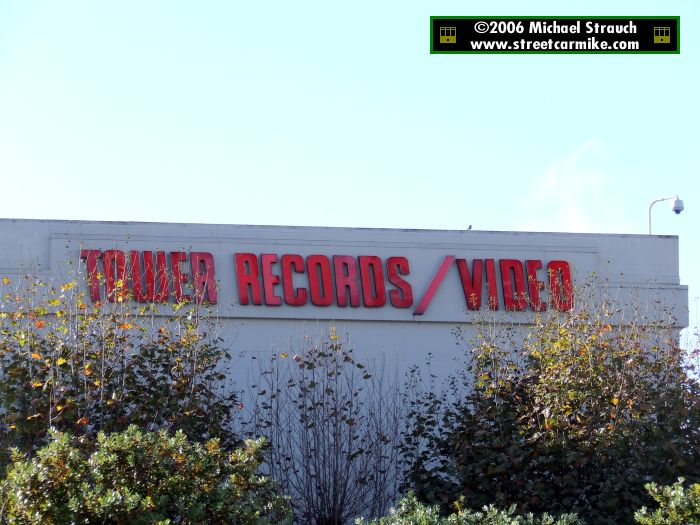 ©2006 Michael Strauch
www.streetcarmike.com
TOWER RECORDS/VIDEO